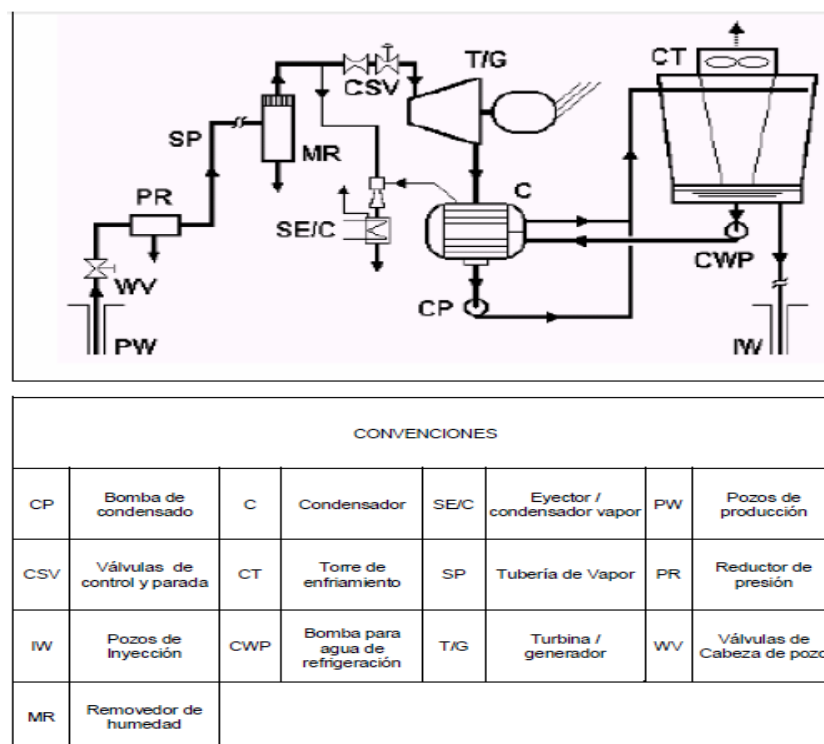 CT
T/G
CSV
SP
MR
PR
C
SE/C
WV
CWP
CP
PW
IW
CONVENCIONES
CP
Bomba de
condensado
C
Condensador
SE/C
Eyector /
condensador vapor
PW
Pozos de
producción
CSV
Válvulas de
control y parada
CT
Torre de
enfriamiento
SP
Tubería de Vapor
PR
Reductor de
presión
IW
Pozos de
Inyección
CWP
Bomba para
agua de
refrigeración
T/G
Turbina /
generador
WV
Válvulas de
Cabeza de pozo
MR
Removedor de
humedad